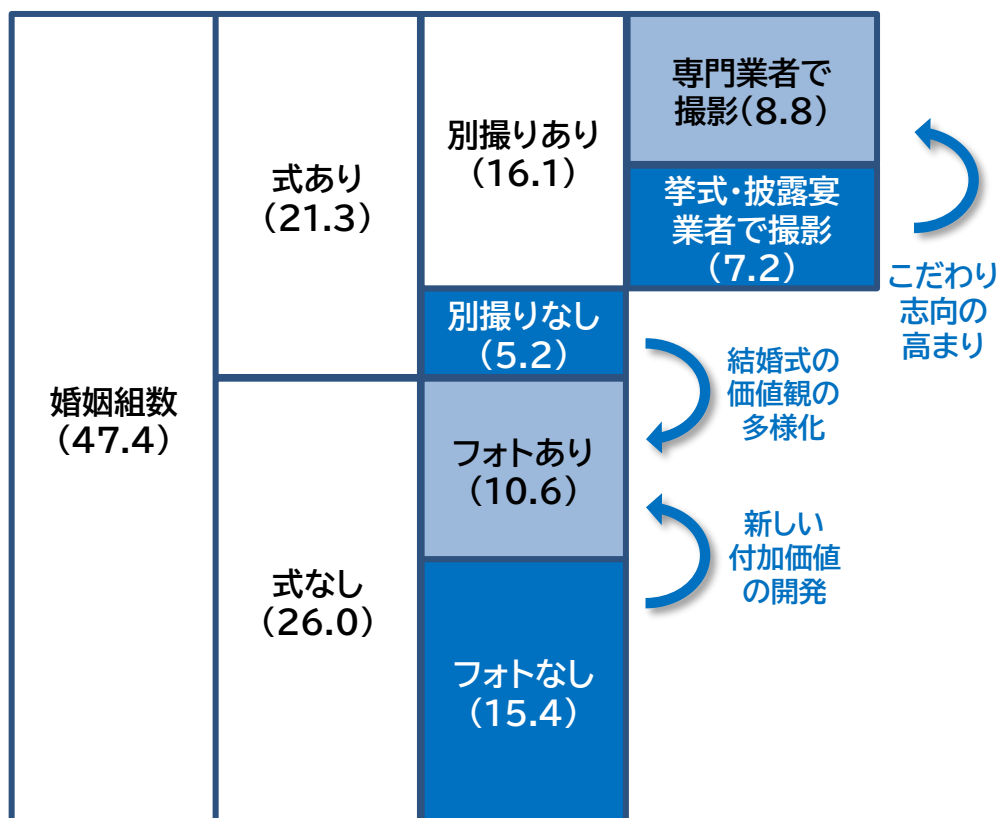 婚姻組数
(47.4)
式あり
(21.3)
式なし
(26.0)
別撮りあり
(16.1)
別撮りなし
(5.2)
フォトあり
(10.6)
フォトなし
(15.4)
専門業者で
撮影(8.8)
挙式・披露宴
業者で撮影
(7.2)
こだわり
志向の
高まり
結婚式の
価値観の
多様化
新しい
付加価値
の開発